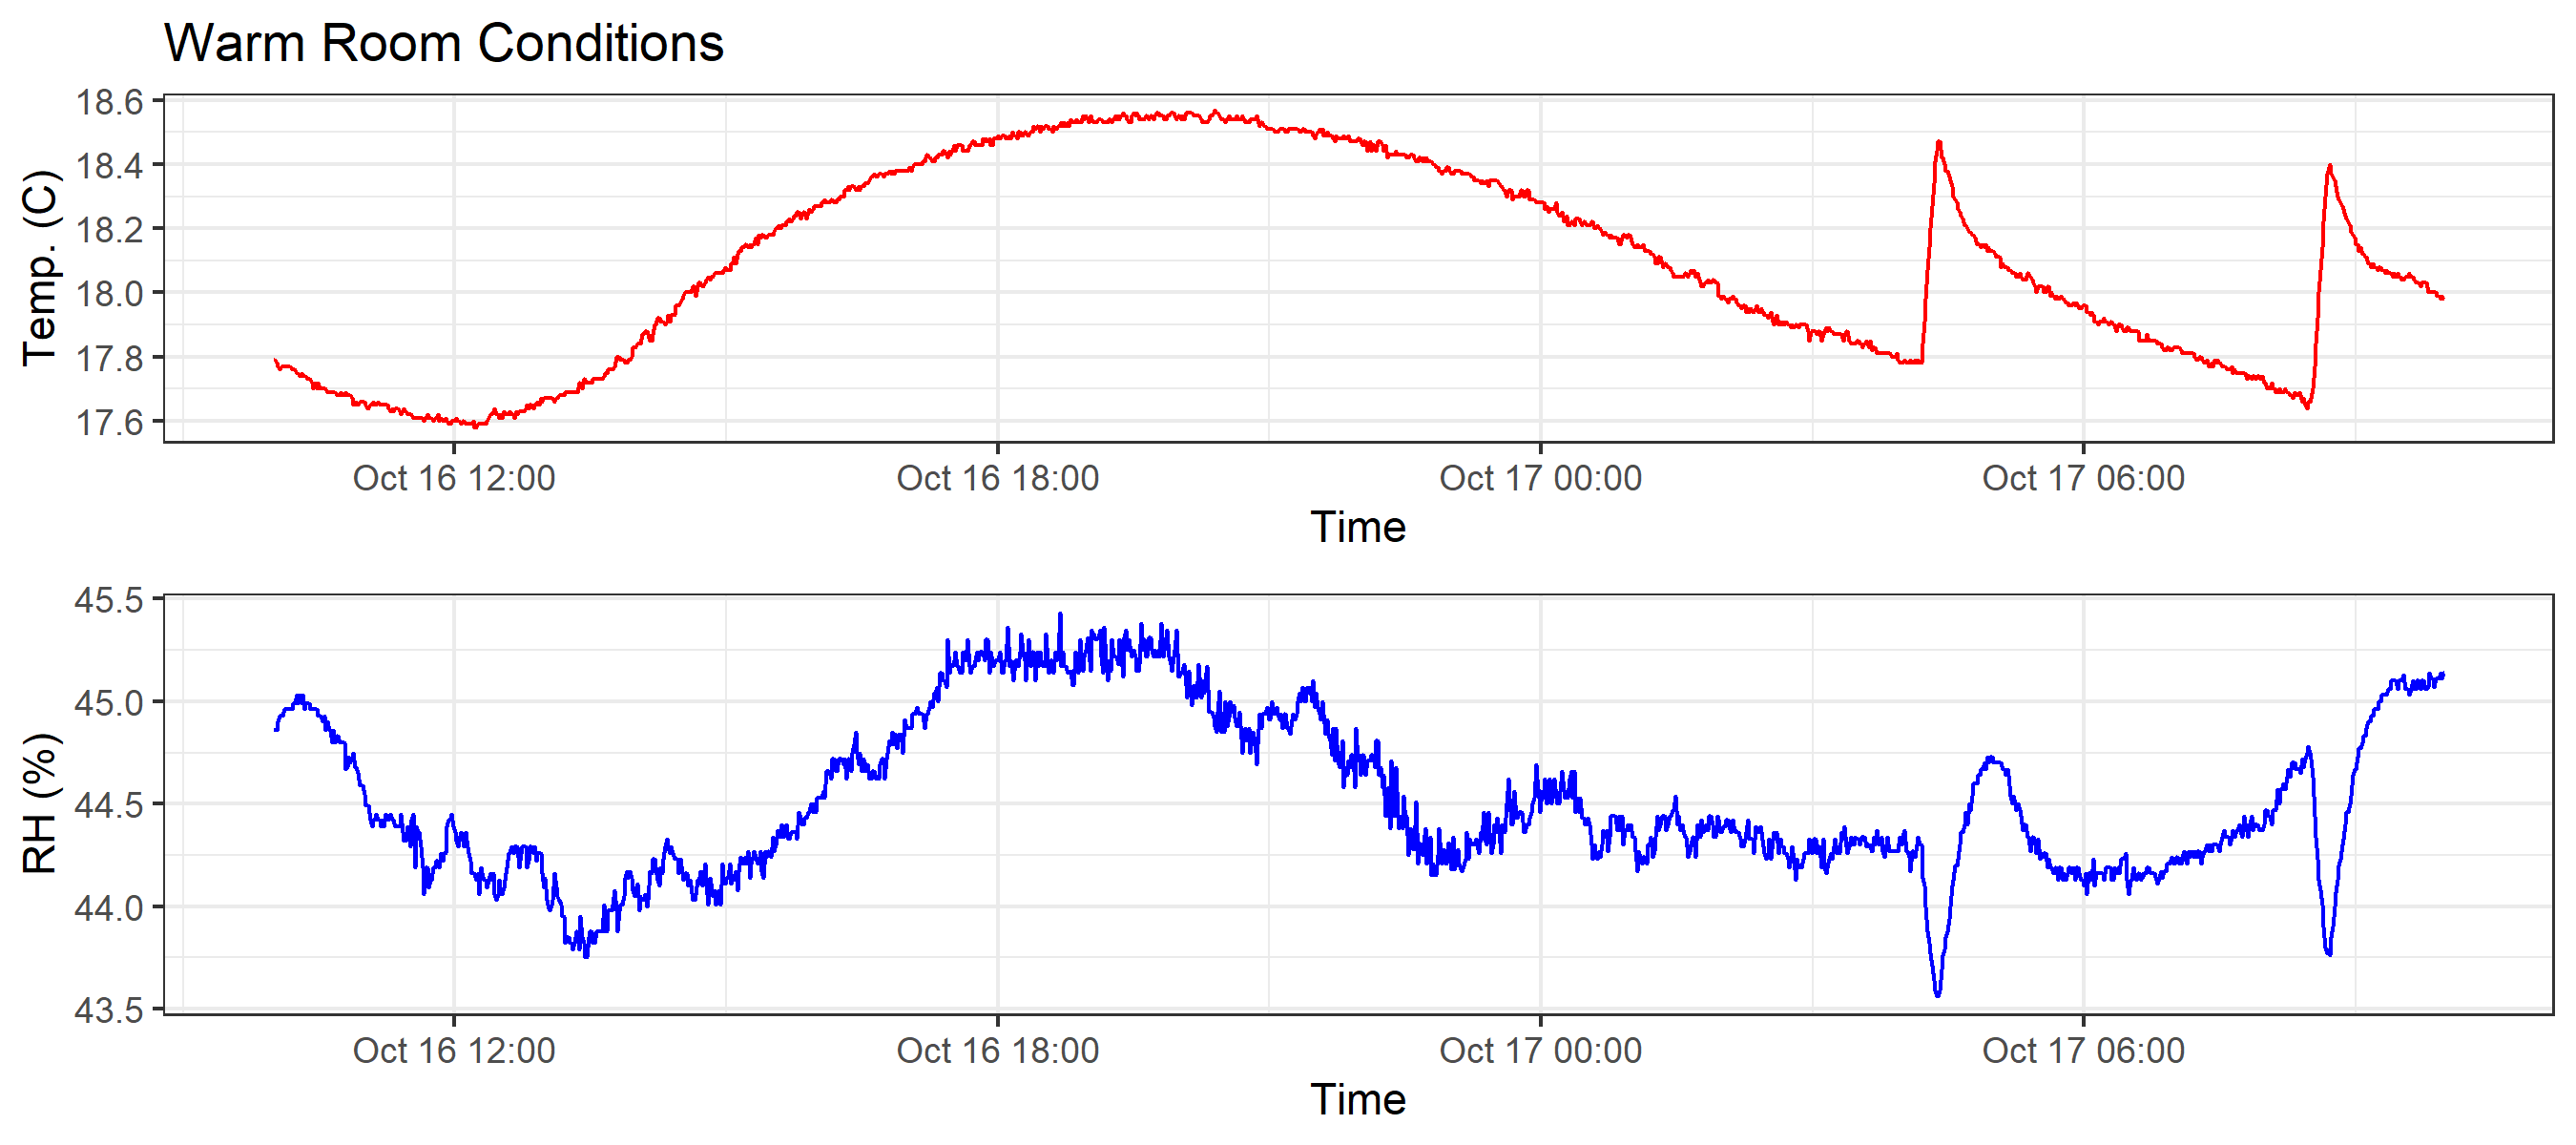 Warm Room Conditions
18.6
18.4
18.2
18.0
17.8
17.6
Temp. (C)
Oct 16 12:00 Oct 16 18:00 Oct 17 00:00 Oct 17 06:00
Time
45.5
45.0
44.5
44.0
43.5
RH (%)
Oct 16 12:00 Oct 16 18:00 Oct 17 00:00 Oct 17 06:00
Time